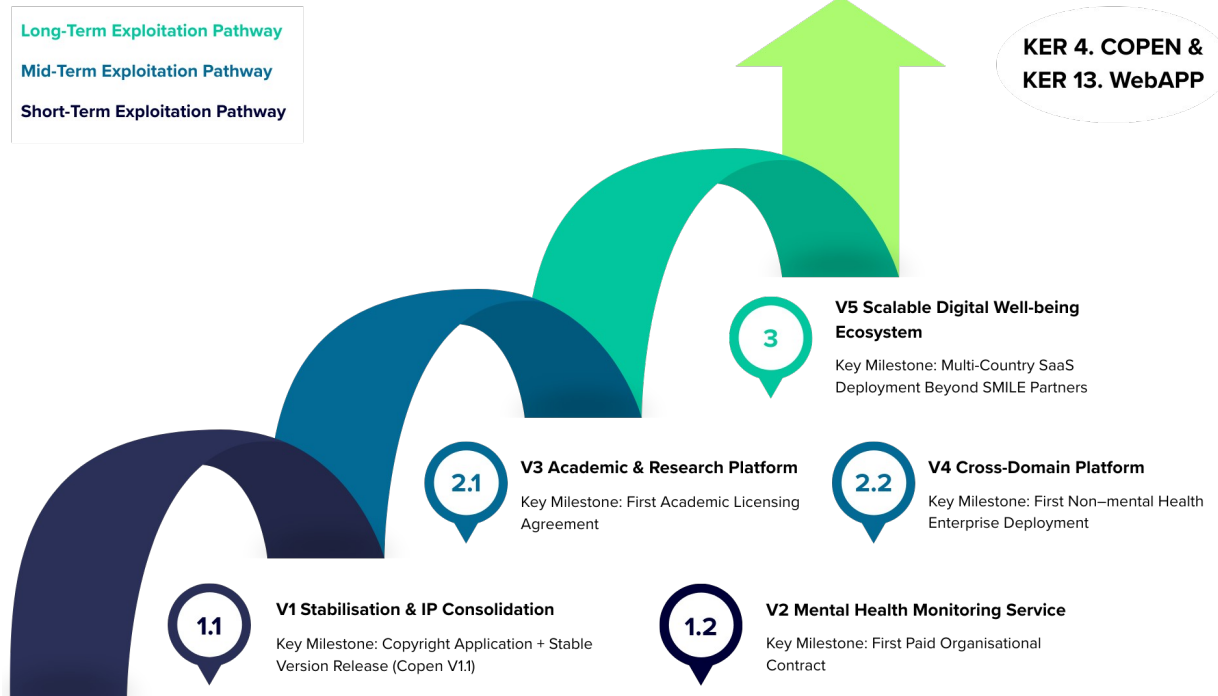 Long-Term Exploitation Pathway
Mid-Term Exploitation Pathway
Short-Term Exploitation Pathway
KER 4. COPEN &
KER 13. WebAPP
3
V5 Scalable Digital Well-being
Ecosystem
Key Milestone: Multi-Country SaaS
Deployment Beyond SMILE Partners
2.1
V3 Academic & Research Platform
Key Milestone: First Academic Licensing
Agreement
2.2
V4 Cross-Domain Platform
Key Milestone: First Non–mental Health
Enterprise Deployment
1.1
V1 Stabilisation & IP Consolidation
Key Milestone: Copyright Application + Stable
Version Release (Copen V1.1)
1.2
V2 Mental Health Monitoring Service
Key Milestone: First Paid Organisational
Contract